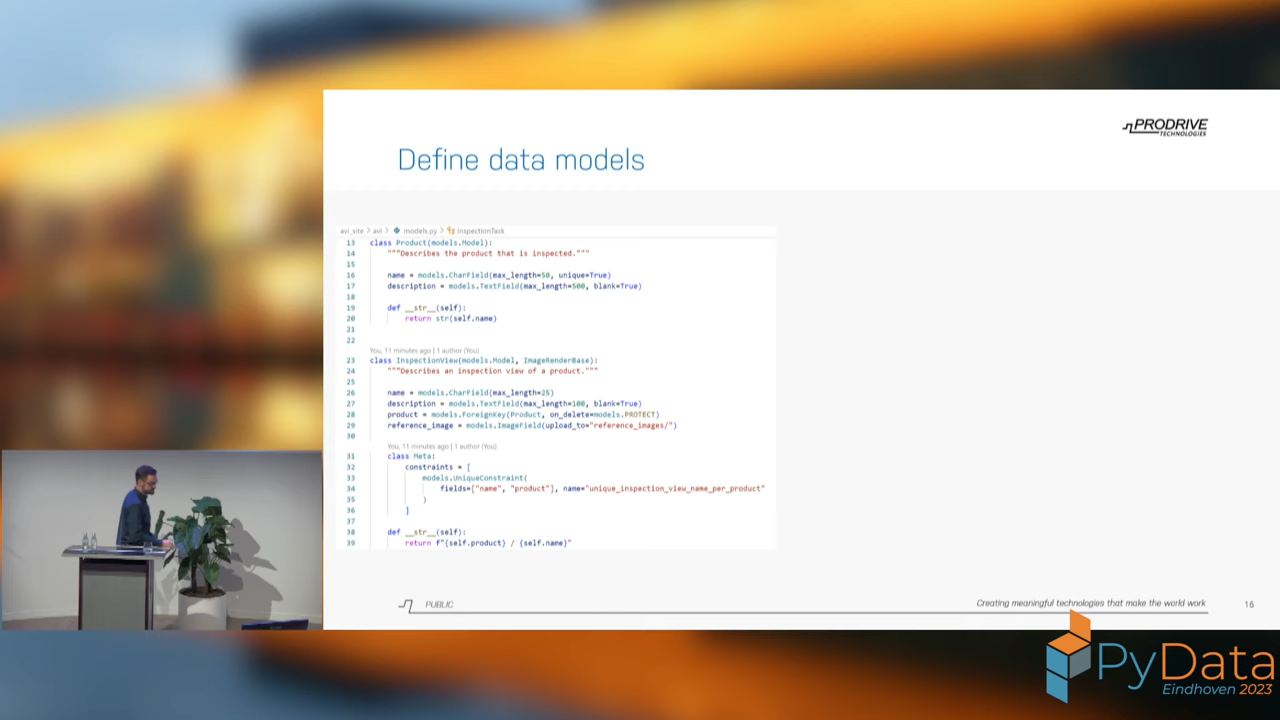 PRODRIVE
TECHNOLOGIES
Define data models
avi_site > avi > models.py > InspectionTask
13 class Product(models.Model):
14 """Describes the product that is inspected."""
15
16 name = models.CharField(max_length=50, unique=True)
17 description = models.TextField(max_length=500, blank=True)
18
19 def __str__(self):
20 return str(self.name)
21
22
You, 11 minutes ago | 1 author (You)
23 class InspectionView(models.Model, ImageRenderBase):
24 """Describes an inspection view of a product."""
25
26 name = models.CharField(max_length=25)
27 description = models.TextField(max_length=100, blank=True)
28 product = models.ForeignKey(Product, on_delete=models.PROTECT)
29 reference_image = models.ImageField(upload_to="reference_images/")
30
You, 11 minutes ago | 1 author (You)
31 class Meta:
32 constraints = [
33 models.UniqueConstraint(
34 fields=["name", "product"], name="unique_inspection_view_name_per_product"
35 )
36 ]
37
38 def __str__(self):
39 return f"{self.product} / {self.name}"
PUBLIC
Creating meaningful technologies that make the world work
16
PyData
Eindhoven 2023